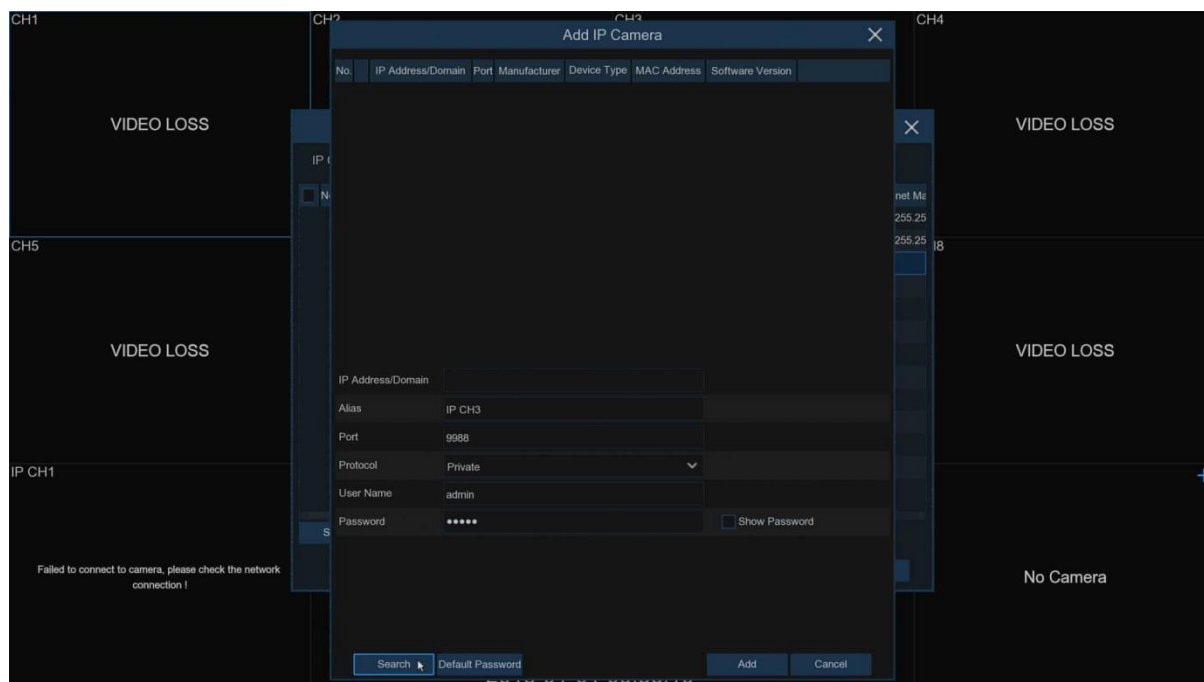 CH1
CH2
CH3
CH4
Add IP Camera
No. IP Address/Domain Port Manufacturer Device Type MAC Address Software Version
VIDEO LOSS
VIDEO LOSS
IP
net Ma
255.25
255.25
CH5
VIDEO LOSS
VIDEO LOSS
IP Address/Domain
Alias IP CH3
Port 9988
Protocol Private
IP CH1
User Name admin
Password ••••• Show Password
Failed to connect to camera, please check the network
connection !
No Camera
Search Default Password Add Cancel